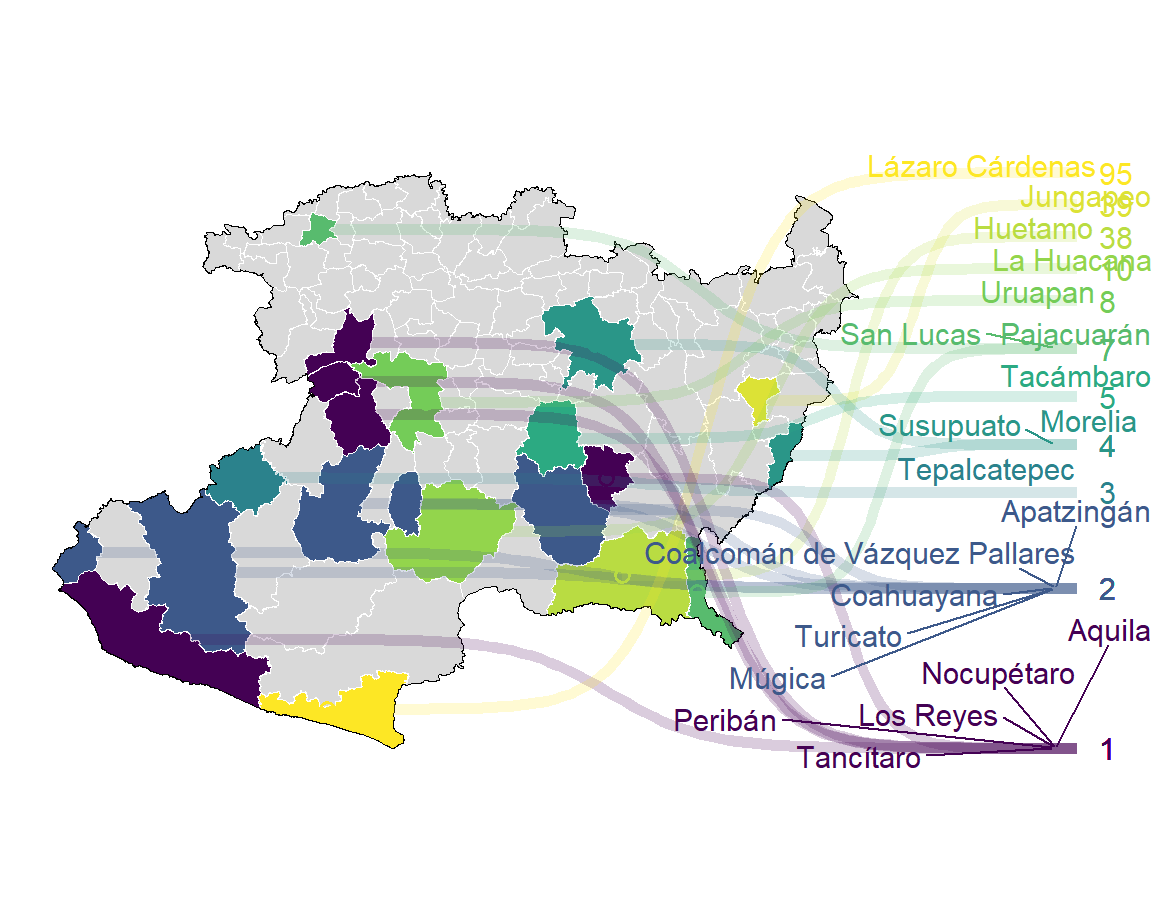 Lázaro Cárdenas 95
Jungapeo 39
Huetamo 38
La Huacana 10
Uruapan 8
San Lucas Pajacuarán 7
Tacámbaro 5
Susupuato Morelia 4
Tepalcatepec 3
Apatzingán
Coalcomán de Vázquez Pallares
Coahuayana 2
Turicato
Múgica
Aquila
Nocupétaro
Peribán Los Reyes
Tancítaro 1